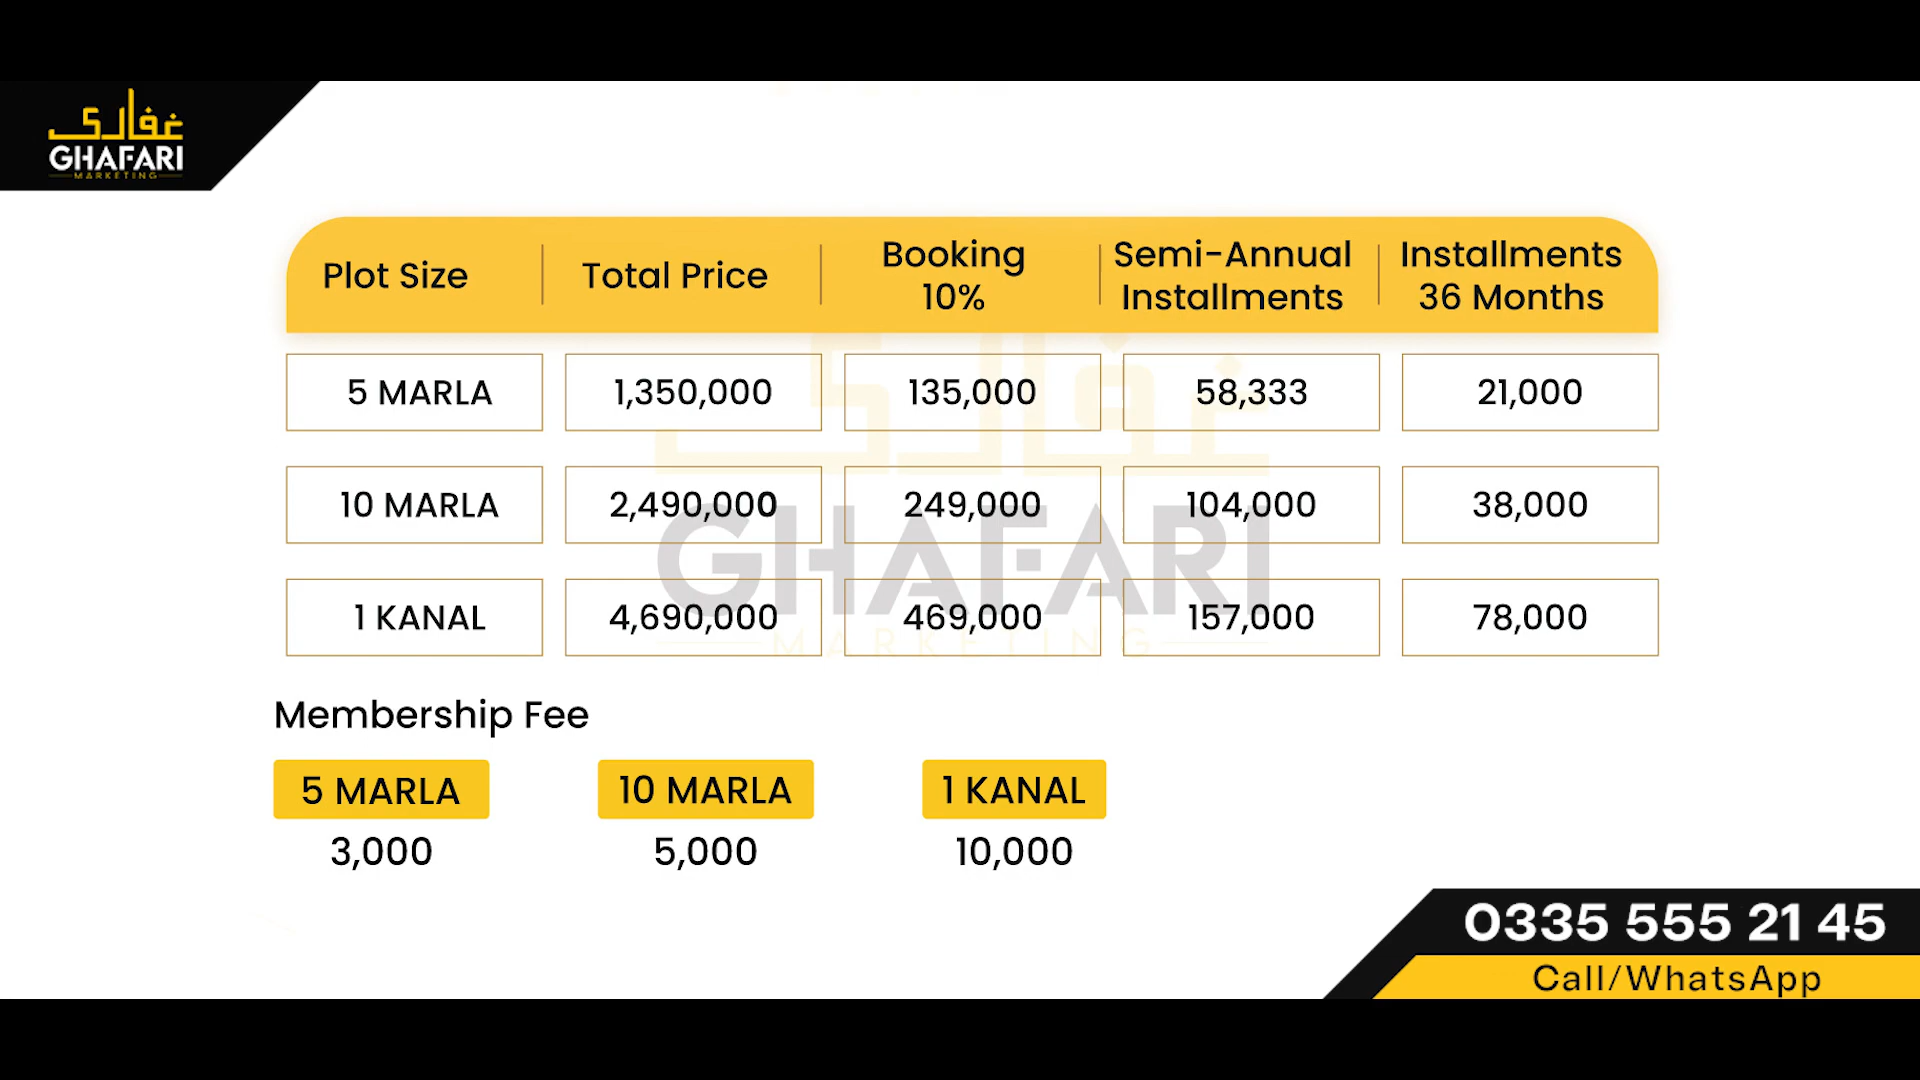 غفاری
GHAFARI
MARKETING
Plot Size Total Price Booking 10% Semi-Annual Installments Installments 36 Months
5 MARLA 1,350,000 135,000 58,333 21,000
10 MARLA 2,490,000 249,000 104,000 38,000
1 KANAL 4,690,000 469,000 157,000 78,000
غفاری
GHAFARI
MARKETING
Membership Fee
5 MARLA 10 MARLA 1 KANAL
3,000 5,000 10,000
0335 555 21 45
Call/WhatsApp